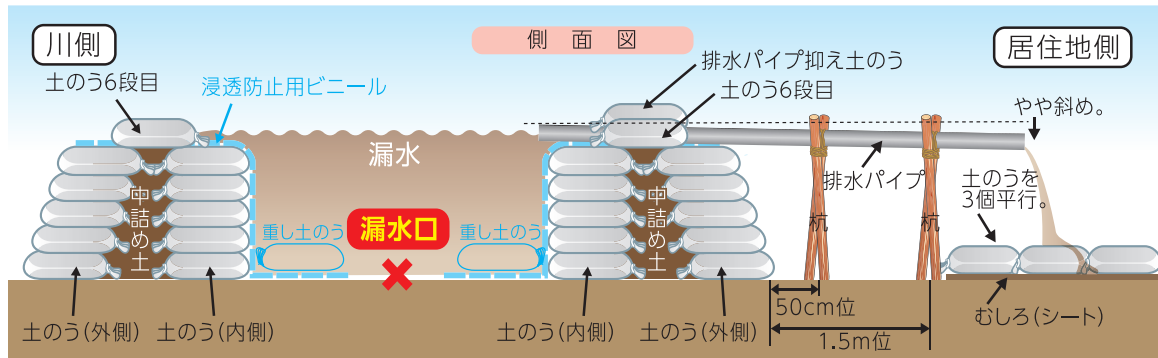 側面図
川側
居住地側
土のう6段目
浸透防止用ビニール
排水パイプ抑え土のう
土のう6段目
やや斜め。
漏水
排水パイプ
土のうを
3個平行。
中詰め土
重し土のう
漏水口
重し土のう
中詰め土
杭
杭
土のう(外側)
土のう(内側)
土のう(内側)
土のう(外側)
50cm位
1.5m位
むしろ(シート)